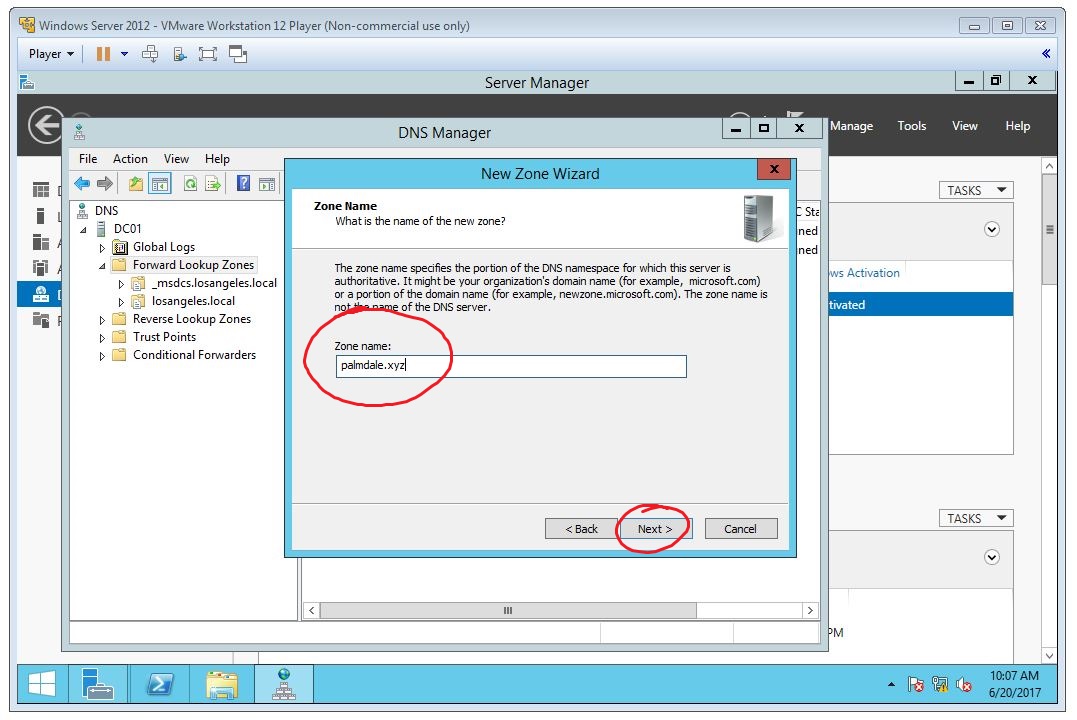 Windows Server 2012 - VMware Workstation 12 Player (Non-commercial use only)
Player
Server Manager
Manage Tools View Help
DNS Manager
File Action View Help
New Zone Wizard
Zone Name
What is the name of the new zone?
The zone name specifies the portion of the DNS namespace for which this server is
authoritative. It might be your organization's domain name (for example, microsoft.com)
or a portion of the domain name (for example, newzone.microsoft.com). The zone name is
not the name of the DNS server.
Zone name:
palmdale.xyz
< Back Next > Cancel
DNS
DC01
Global Logs
Forward Lookup Zones
_msdcs.losangeles.local
losangeles.local
Reverse Lookup Zones
Trust Points
Conditional Forwarders
TASKS
Activation
TASKS
PM
10:07 AM
6/20/2017